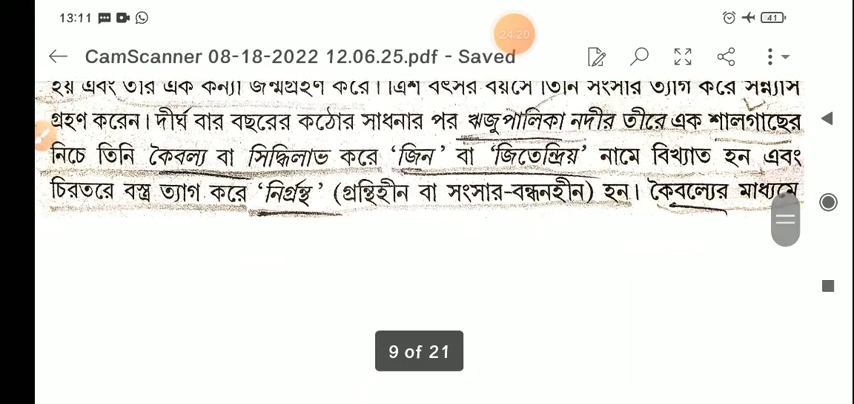 13:11
41
24:20
CamScanner 08-18-2022 12.06.25.pdf - Saved
হয় এবং তার এক কন্যা জন্মগ্রহণ করে। ত্রিশ বৎসর বয়সে তিনি সংসার ত্যাগ করে সন্ন্যাস
গ্রহণ করেন। দীর্ঘ বার বছরের কঠোর সাধনার পর ঋজুপালিকা নদীর তীরে এক শালগাছের
নিচে তিনি কৈবল্য বা সিদ্ধিলাভ করে ‘জিন’ বা ‘জিতেন্দ্রিয়’ নামে বিখ্যাত হন এবং
চিরতরে বস্ত্র ত্যাগ করে ‘নির্গ্রন্থ’ (গ্রন্থিহীন বা সংসার-বন্ধনহীন) হন। কৈবল্যের মাধ্যমে
9 of 21